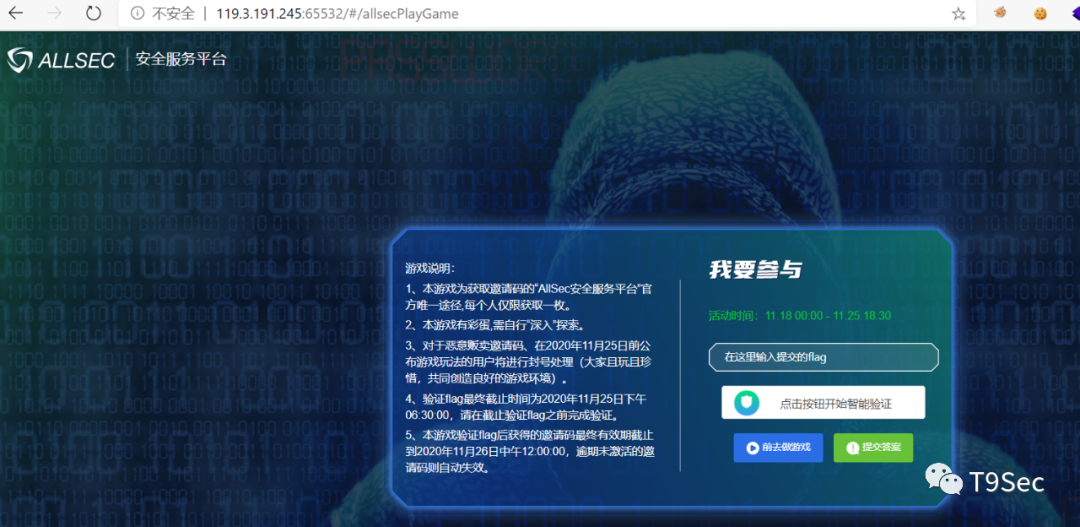 不安全 | 119.3.191.245:65532/#/allsecPlayGame
ALLSEC 安全服务平台
游戏说明：
1、本游戏为获取邀请码的"AllSec安全服务平台"官
方唯一途径,每个人仅限获取一枚。
2、本游戏有彩蛋,需自行"深入"探索。
3、对于恶意贩卖邀请码、在2020年11月25日前公
布游戏玩法的用户将进行封号处理（大家且玩且珍
惜，共同创造良好的游戏环境）。
4、验证flag最终截止时间为2020年11月25日下午
06:30:00，请在截止验证flag之前完成验证。
5、本游戏验证flag后获得的邀请码最终有效期截止
到2020年11月26日中午12:00:00，逾期未激活的邀
请码则自动失效。
我要参与
活动时间：11.18 00:00 - 11.25 18:30
在这里输入提交的flag
点击按钮开始智能验证
前去做游戏
提交答案
T9Sec